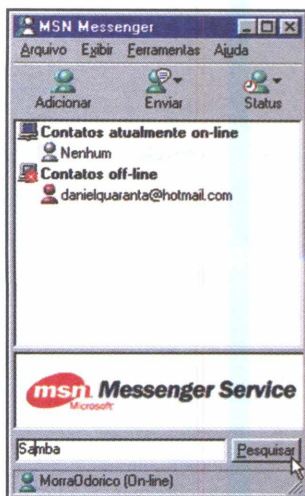 MSN Messenger
Arquivo Exibir Ferramentas Ajuda
Adicionar Enviar Status
Contatos atualmente on-line
Nenhum
Contatos off-line
danielquaranta@hotmail.com
msn Messenger Service
Microsoft
Samba Pesquisar
MorraOdorico (On-line)